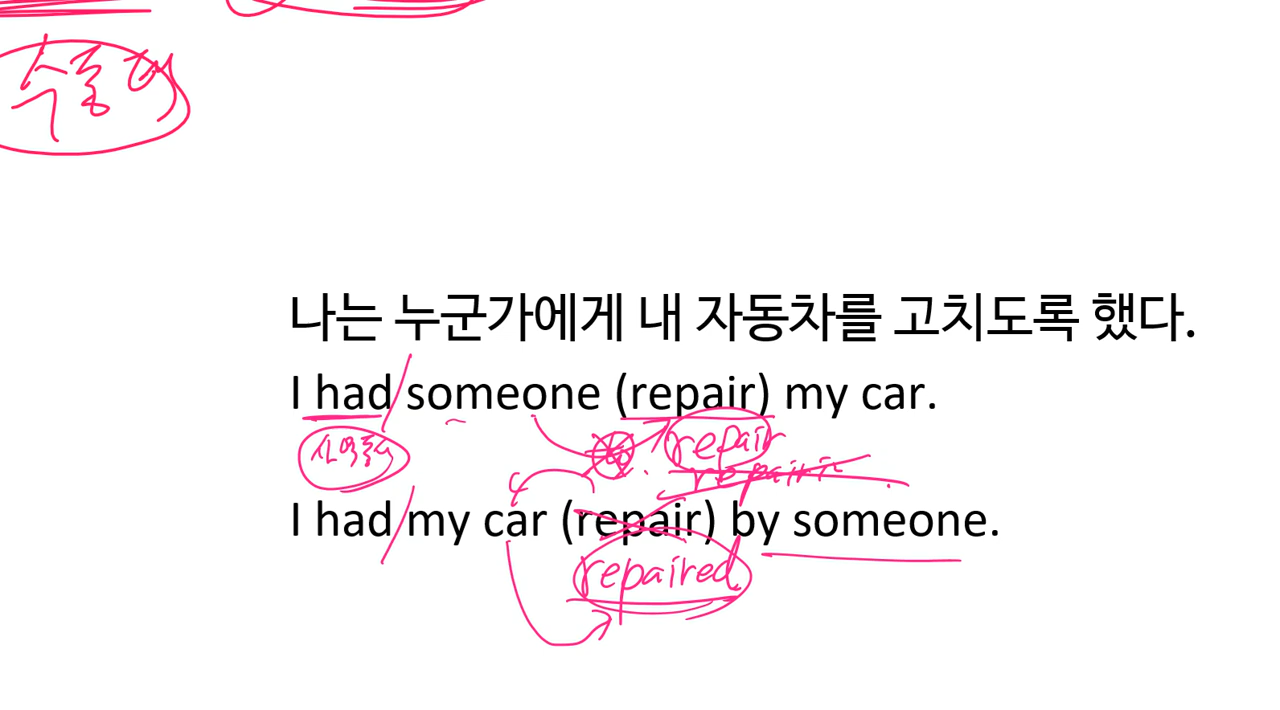 수동
나는 누군가에게 내 자동차를 고치도록 했다.
I had someone (repair) my car.
사역동사 repair
I had my car (repair) by someone.
repaired